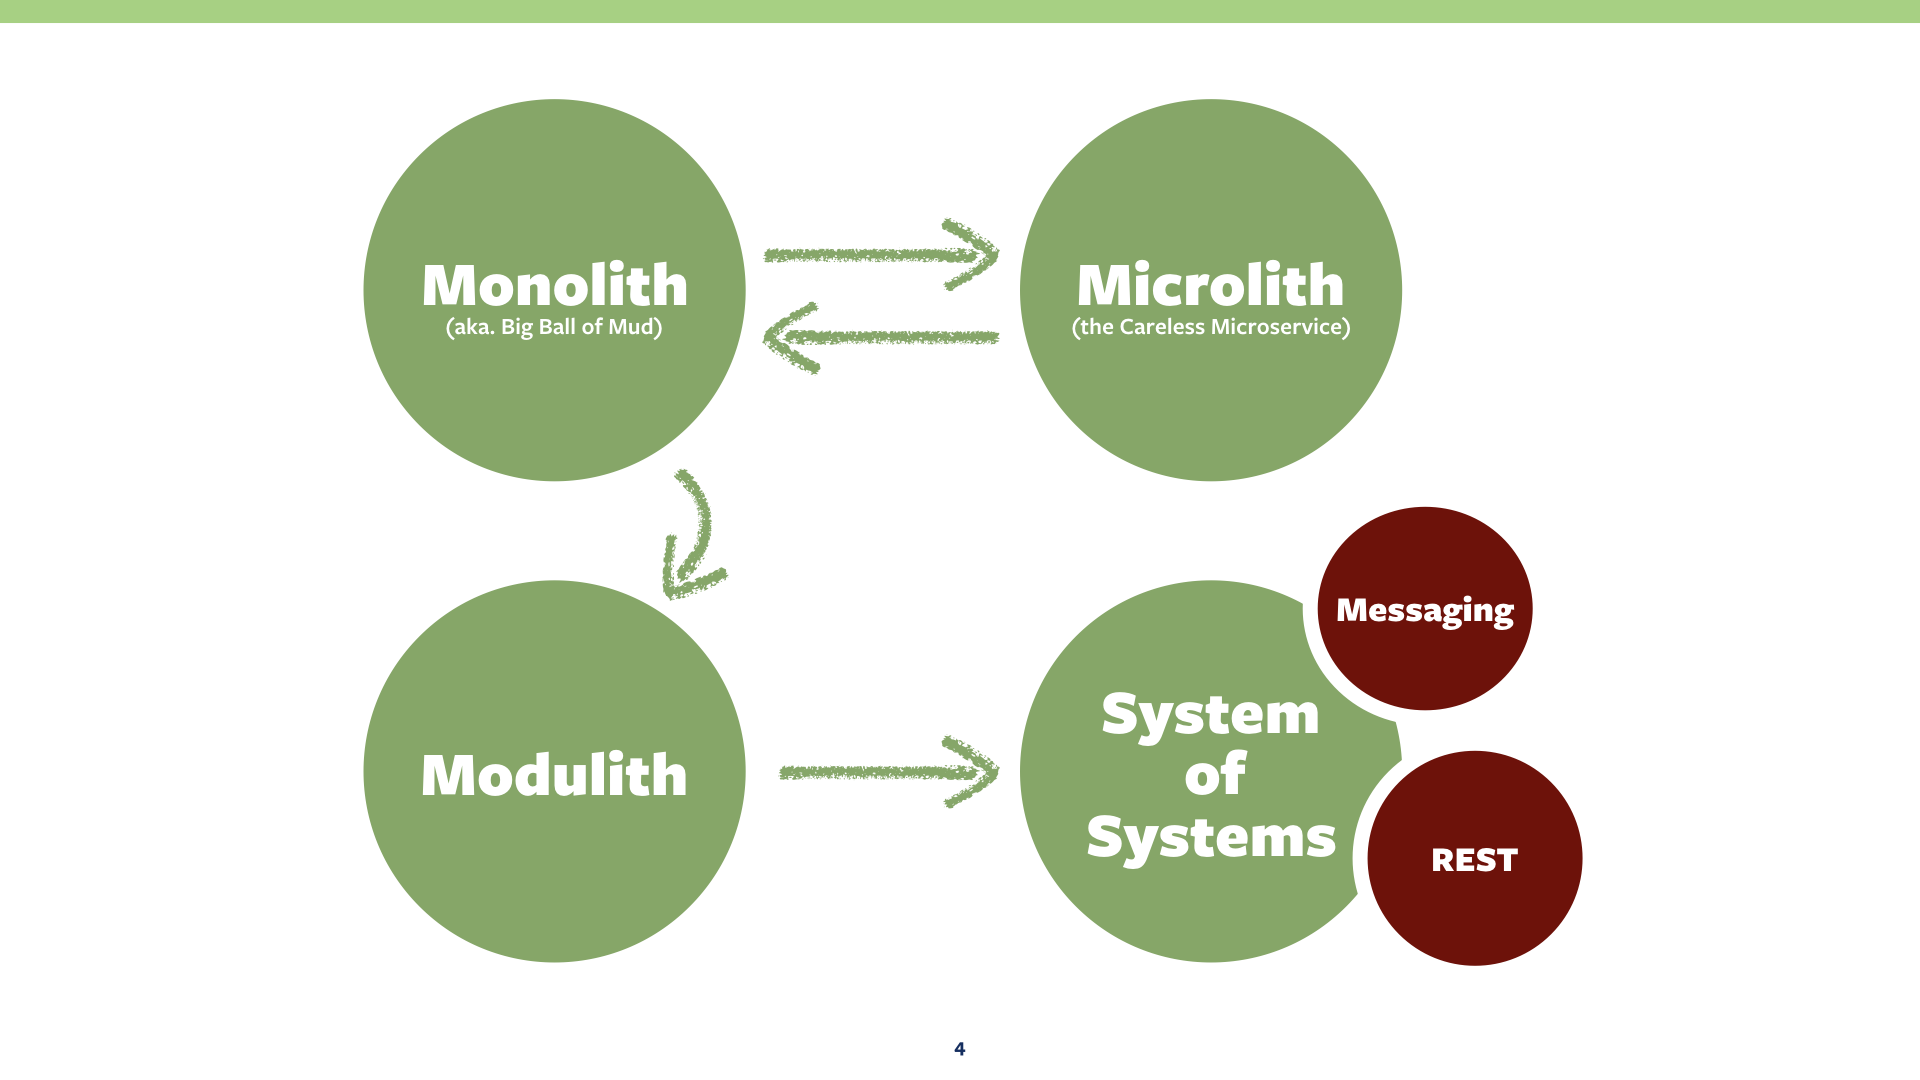 Monolith
(aka. Big Ball of Mud)
Microlith
(the Careless Microservice)
Modulith
System
of
Systems
Messaging
REST
4